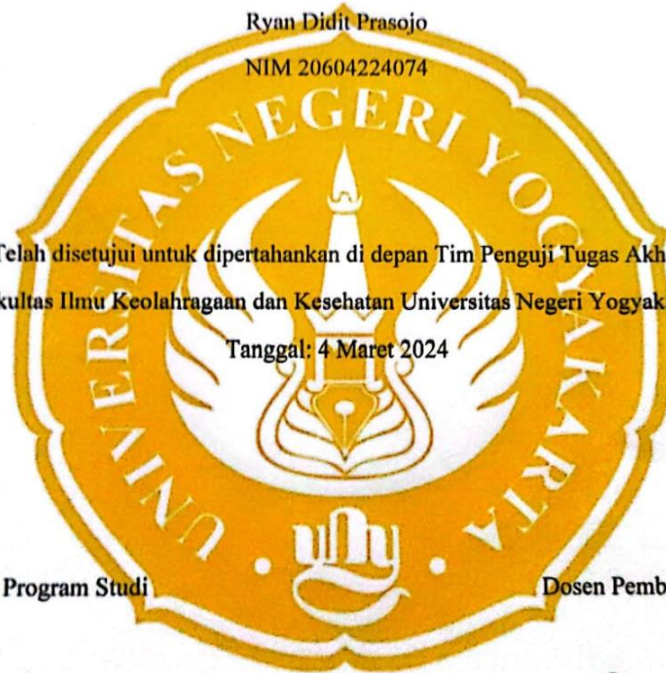 Ryan Didit Prasojo
NIM 20604224074
UNIVERSITAS NEGERI YOGYAKARTA
Telah disetujui untuk dipertahankan di depan Tim Penguji Tugas Akh
kultas Ilmu Keolahragaan dan Kesehatan Universitas Negeri Yogyak
Tanggal: 4 Maret 2024
uny
Program Studi
Dosen Pemb